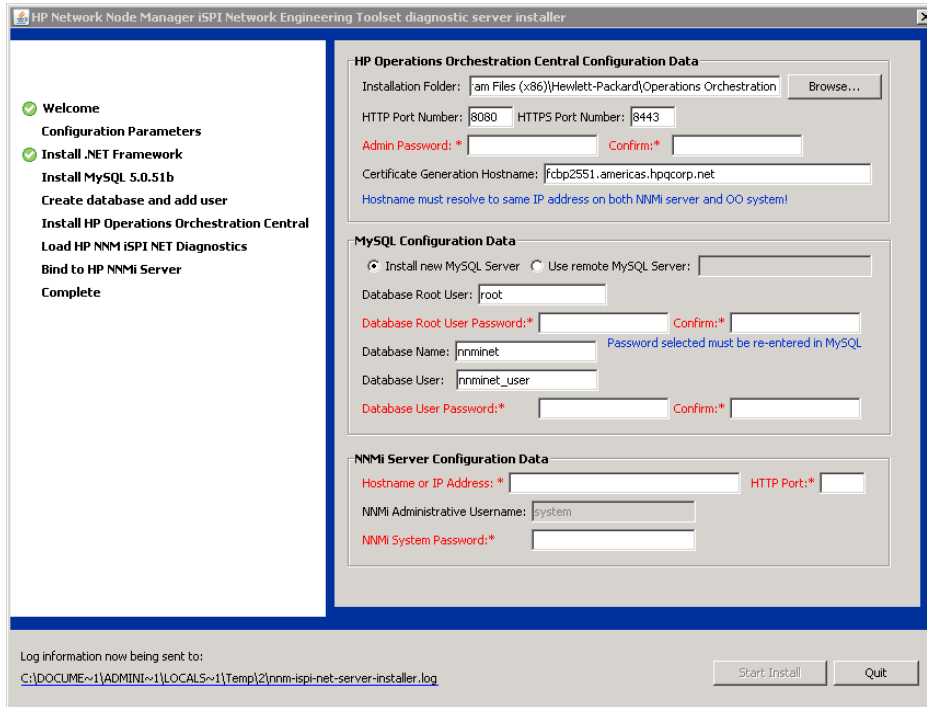 HP Network Node Manager iSPI Network Engineering Toolset diagnostic server installer
Welcome
Configuration Parameters
Install .NET Framework
Install MySQL 5.0.51b
Create database and add user
Install HP Operations Orchestration Central
Load HP NNM iSPI NET Diagnostics
Bind to HP NNMi Server
Complete
HP Operations Orchestration Central Configuration Data
Installation Folder: ram Files (x86)\Hewlett-Packard\Operations Orchestration Browse...
HTTP Port Number: 8080 HTTPS Port Number: 8443
Admin Password: * Confirm:*
Certificate Generation Hostname: fcbp2551.americas.hpqcorp.net
Hostname must resolve to same IP address on both NNMi server and OO system!
MySQL Configuration Data
Install new MySQL Server Use remote MySQL Server:
Database Root User: root
Database Root User Password:* Confirm:*
Database Name: nnminet Password selected must be re-entered in MySQL
Database User: nnminet_user
Database User Password:* Confirm:*
NNMi Server Configuration Data
Hostname or IP Address: * HTTP Port:*
NNMi Administrative Username: system
NNMi System Password:*
Log information now being sent to:
C:\DOCUME~1\ADMINI~1\LOCALS~1\Temp\2\nnm-ispi-net-server-installer.log
Start Install Quit